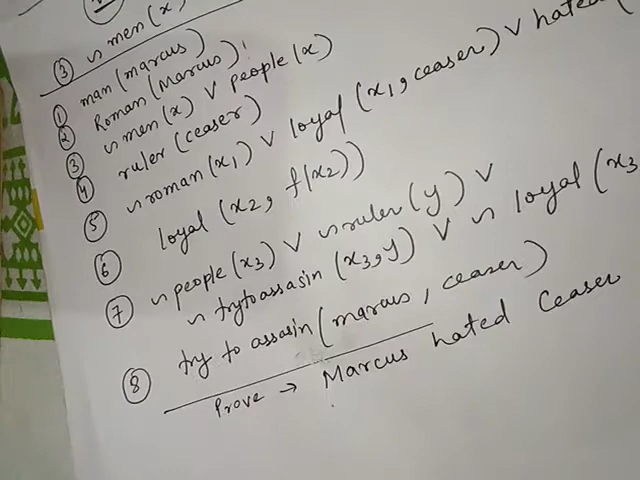 ③ ~ men(x)
① man(marcus)
② Roman(Marcus)
③ ~ men(x) ∨ people(x)
④ ruler(ceaser)
⑤ ~ roman(x₁) ∨ loyal(x₁, ceaser) ∨ hated(
⑥ loyal(x₂, f(x₂))
⑦ ~ people(x₃) ∨ ~ ruler(y) ∨
~ trytoassasin(x₃, y) ∨ ~ loyal(x₃
⑧ try to assasin(marcus, ceaser)
Prove → Marcus hated Ceaser